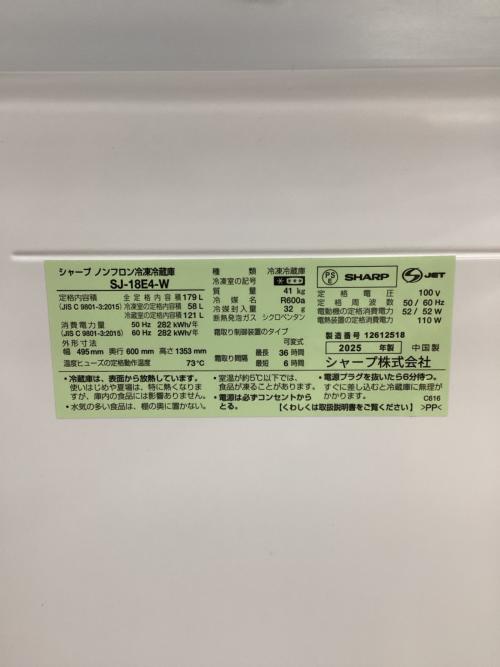 シャープ ノンフロン冷凍冷蔵庫
SJ-18E4-W
定格内容積 全定格内容積 179 L
(JIS C 9801-3:2015) 冷凍室の定格内容積 58 L
冷蔵室の定格内容積 121 L
消費電力量 50 Hz 282 kWh/年
(JIS C 9801-3:2015) 60 Hz 282 kWh/年
外形寸法
幅 495mm 奥行 600 mm 高さ 1353 mm
温度ヒューズの定格動作温度 73℃
種類 冷凍冷蔵庫
冷凍室の記号
質量 41 kg
冷媒名 R600a
冷媒封入量 32 g
断熱発泡ガス シクロペンタン
霜取り制御装置のタイプ
可変式
霜取り間隔 最長 36 時間
最短 6 時間
PS
E
SHARP
S JET
定格電圧 100 V
定格周波数 50 / 60 Hz
電動機の定格消費電力 52 / 52 W
電熱装置の定格消費電力 110 W
製造番号 12612518
シャープ株式会社
2025 年製 中国製
・冷蔵庫は、表面から放熱しています。
使いはじめや夏場は、特に熱くなりま
すが、庫内の食品には影響ありません。
・水気の多い食品は、棚の奥に置かない。
・室温が約5℃以下では、
食品が凍ることがあります。
・電源は必ずコンセントから
とる。
・電源プラグを抜いたら6分待つ。
すぐに差し込むと冷蔵庫に無理が
かかります。 C616
【くわしくは取扱説明書をご覧ください】 >PP<